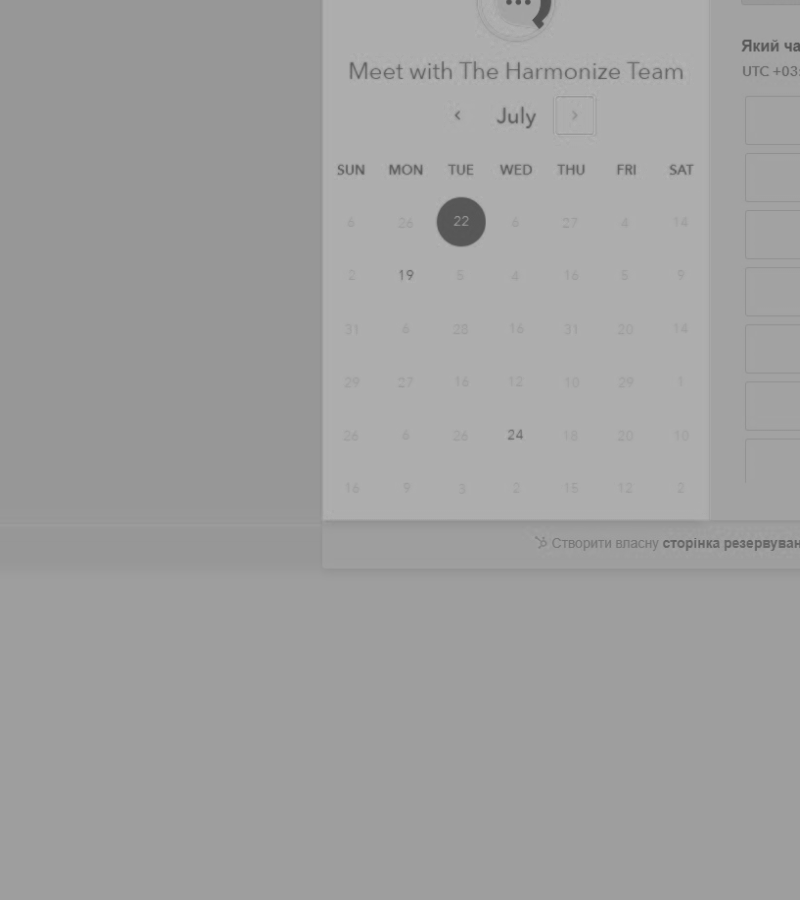 Meet with The Harmonize Team
July
SUN MON TUE WED THU FRI SAT
6 26 22 6 27 4 14
2 19 5 4 16 5 9
31 6 28 16 31 20 14
29 27 16 12 10 29 1
26 6 26 24 18 20 10
16 9 3 2 15 12 2
Який ча
UTC +03:
Створити власну сторінка резервуван